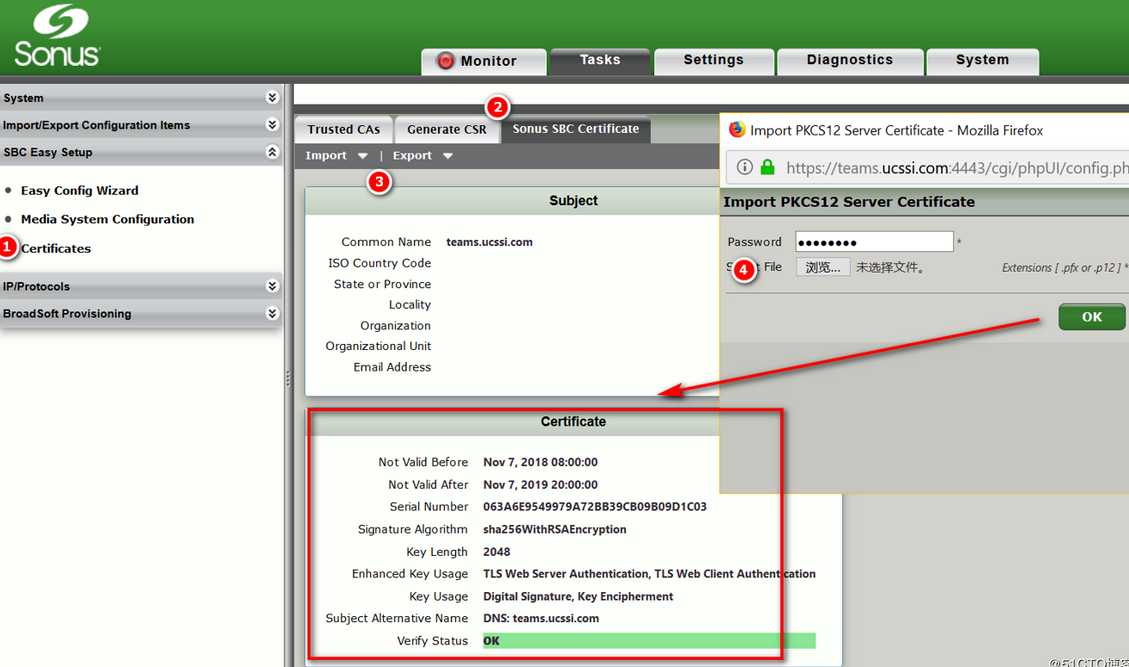 Sonus
Monitor
Tasks
Settings
Diagnostics
System
System
Import/Export Configuration Items
SBC Easy Setup
Easy Config Wizard
Media System Configuration
1
Certificates
IP/Protocols
BroadSoft Provisioning
2
Trusted CAs
Generate CSR
Sonus SBC Certificate
Import | Export
3
Subject
Common Name teams.ucssi.com
ISO Country Code
State or Province
Locality
Organization
Organizational Unit
Email Address
Certificate
Not Valid Before Nov 7, 2018 08:00:00
Not Valid After Nov 7, 2019 20:00:00
Serial Number 063A6E9549979A72BB39CB09B09D1C03
Signature Algorithm sha256WithRSAEncryption
Key Length 2048
Enhanced Key Usage TLS Web Server Authentication, TLS Web Client Authentication
Key Usage Digital Signature, Key Encipherment
Subject Alternative Name DNS: teams.ucssi.com
Verify Status OK
Import PKCS12 Server Certificate - Mozilla Firefox
https://teams.ucssi.com:4443/cgi/phpUI/config.ph
Import PKCS12 Server Certificate
Password ●●●●●●●● *
4
File 浏览... 未选择文件。 Extensions [ .pfx or .p12 ] *
OK
@51CTO博客